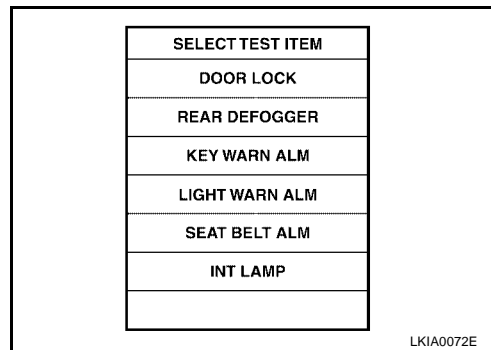 SELECT TEST ITEM
DOOR LOCK
REAR DEFOGGER
KEY WARN ALM
LIGHT WARN ALM
SEAT BELT ALM
INT LAMP
LKIA0072E